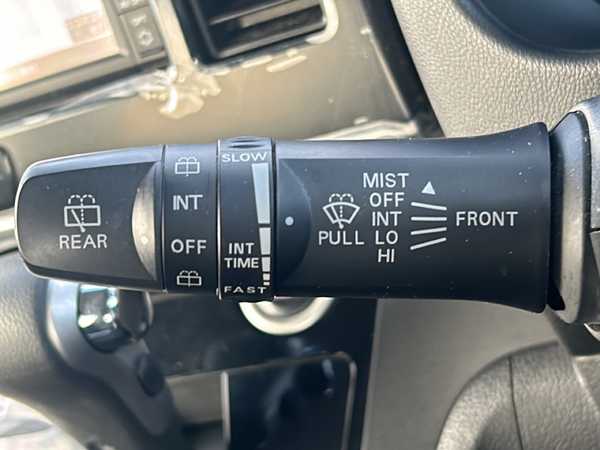 REAR
INT
OFF
SLOW
INT
TIME
FAST
PULL
MIST
OFF
INT
LO
HI
FRONT